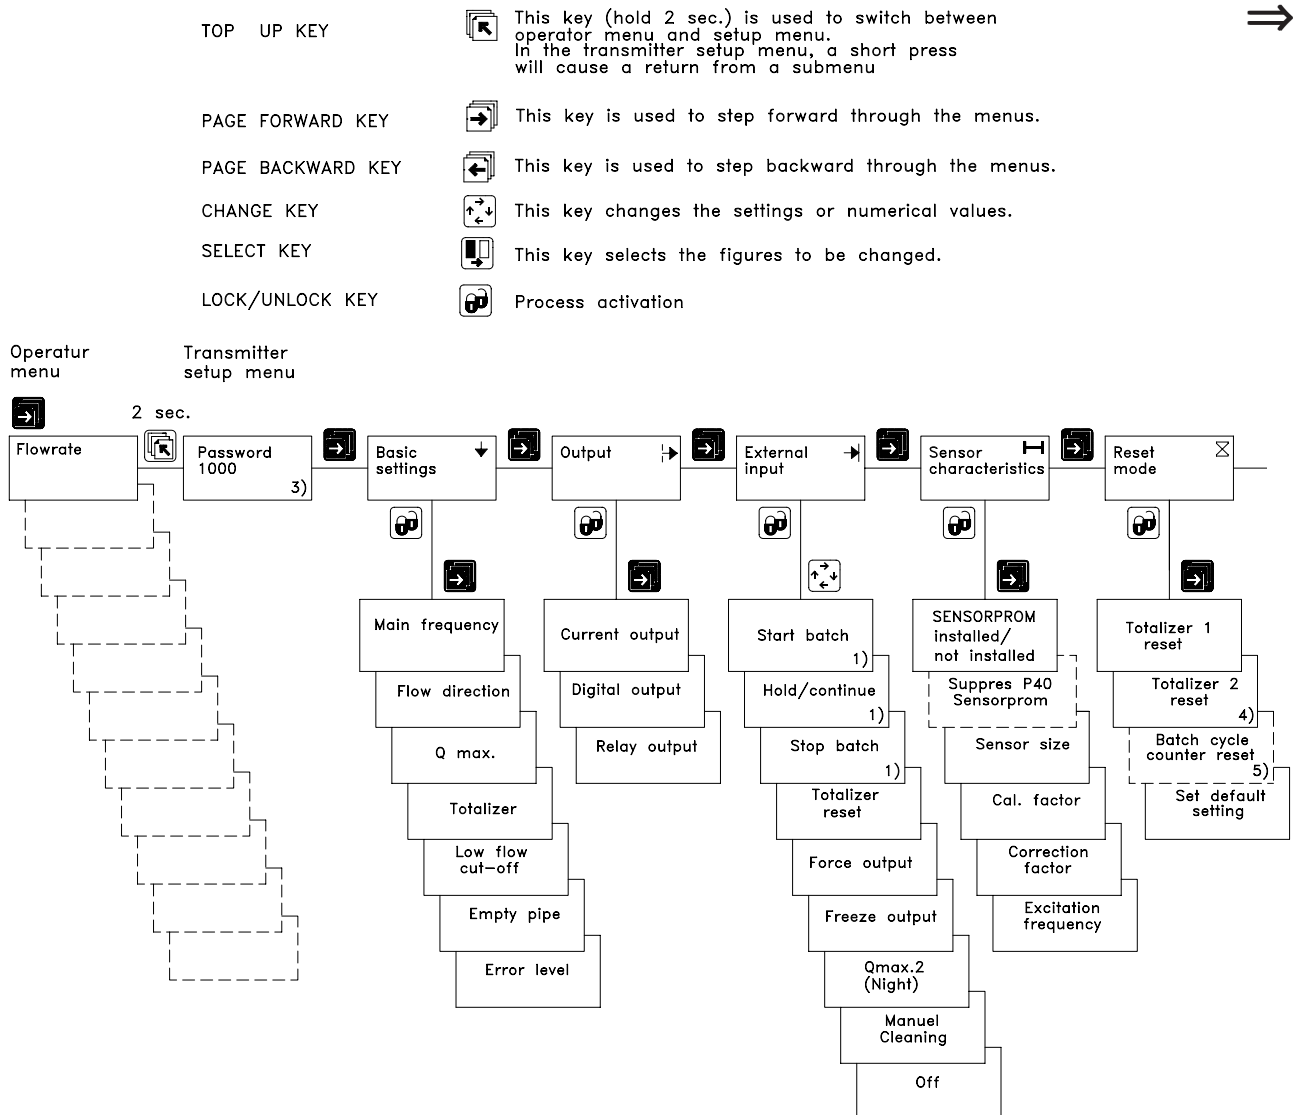 TOP UP KEY
This key (hold 2 sec.) is used to switch between
operator menu and setup menu.
In the transmitter setup menu, a short press
will cause a return from a submenu
PAGE FORWARD KEY
This key is used to step forward through the menus.
PAGE BACKWARD KEY
This key is used to step backward through the menus.
CHANGE KEY
This key changes the settings or numerical values.
SELECT KEY
This key selects the figures to be changed.
LOCK/UNLOCK KEY
Process activation
Operatur
menu
Transmitter
setup menu
2 sec.
Flowrate
Password
1000
3)
Basic
settings
Output
External
input
Sensor
characteristics
Reset
mode
Main frequency
Flow direction
Q max.
Totalizer
Low flow
cut-off
Empty pipe
Error level
Current output
Digital output
Relay output
Start batch
1)
Hold/continue
1)
Stop batch
1)
Totalizer
reset
Force output
Freeze output
Qmax.2
(Night)
Manuel
Cleaning
Off
SENSORPROM
installed/
not installed
Suppres P40
Sensorprom
Sensor size
Cal. factor
Correction
factor
Excitation
frequency
Totalizer 1
reset
Totalizer 2
reset
4)
Batch cycle
counter reset
5)
Set default
setting